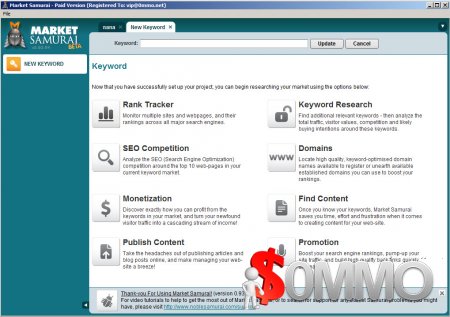 Market Samurai - Paid Version [Registered To: vip@0mmo.net]
File
MARKET
SAMURAI
BETA
nana
New Keyword
Keyword:
Update
Cancel
NEW KEYWORD
Keyword
Now that you have successfully set up your project, you can begin researching your market using the options below:
Rank Tracker
Monitor multiple sites and webpages, and their
rankings across all major search engines.
Keyword Research
Find additional relevant keywords - then analyze the
total traffic, visitor values, competition and likely
buying intentions around these keywords.
SEO Competition
Analyze the SEO (Search Engine Optimization)
competition around the top 10 web-pages in your
current keyword market.
WWW
Domains
Locate high quality, keyword-optimised domain
names available to register or unearth available
established domains you can use to boost your
rankings.
Monetization
Discover exactly how you can profit from the
keywords in your market, and turn your newfound
visitor traffic into a cascading stream of income!
Find Content
Once you know your keywords, Market Samurai
saves you time, effort and frustration when it comes
to creating content for your web-site.
Publish Content
Take the headaches out of publishing articles and
blog posts online, and make managing your web-
site a breeze!
Promotion
Boost your search engine rankings, pump-up your
site traffic, and build high quality back-links
$0MMO
Thank-you For Using Market Samurai! (version 0.93
For video tutorials to help to get the most out of Market
have, please visit http://www.noblesamurai.com/